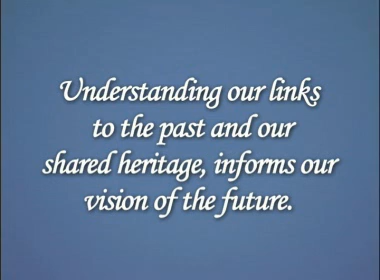 Understanding our links
to the past and our
shared heritage, informs our
vision of the future.